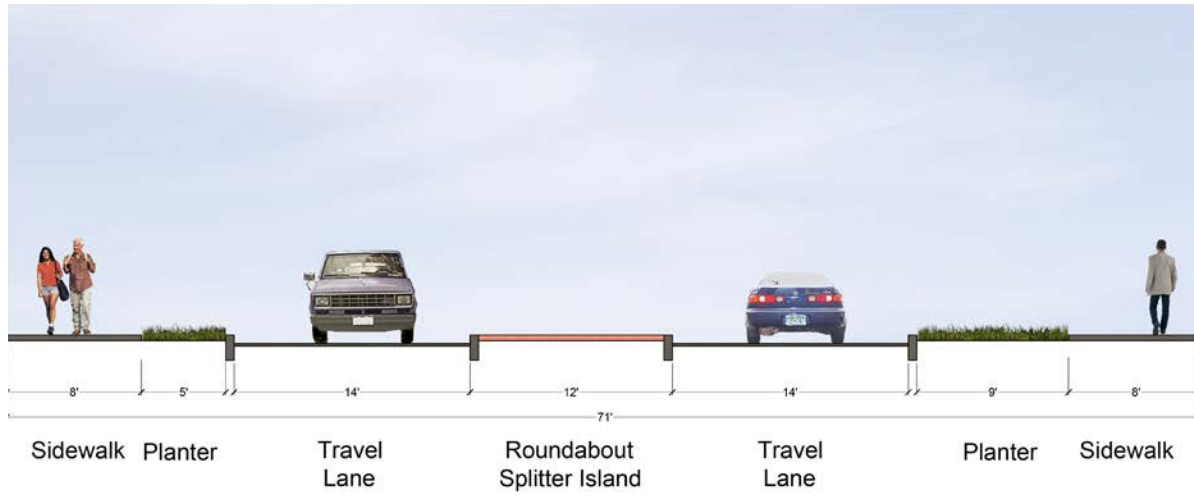 8' 5' 14' 12' 14' 9' 8'
71'
Sidewalk Planter Travel Roundabout Travel Planter Sidewalk
Lane Splitter Island Lane